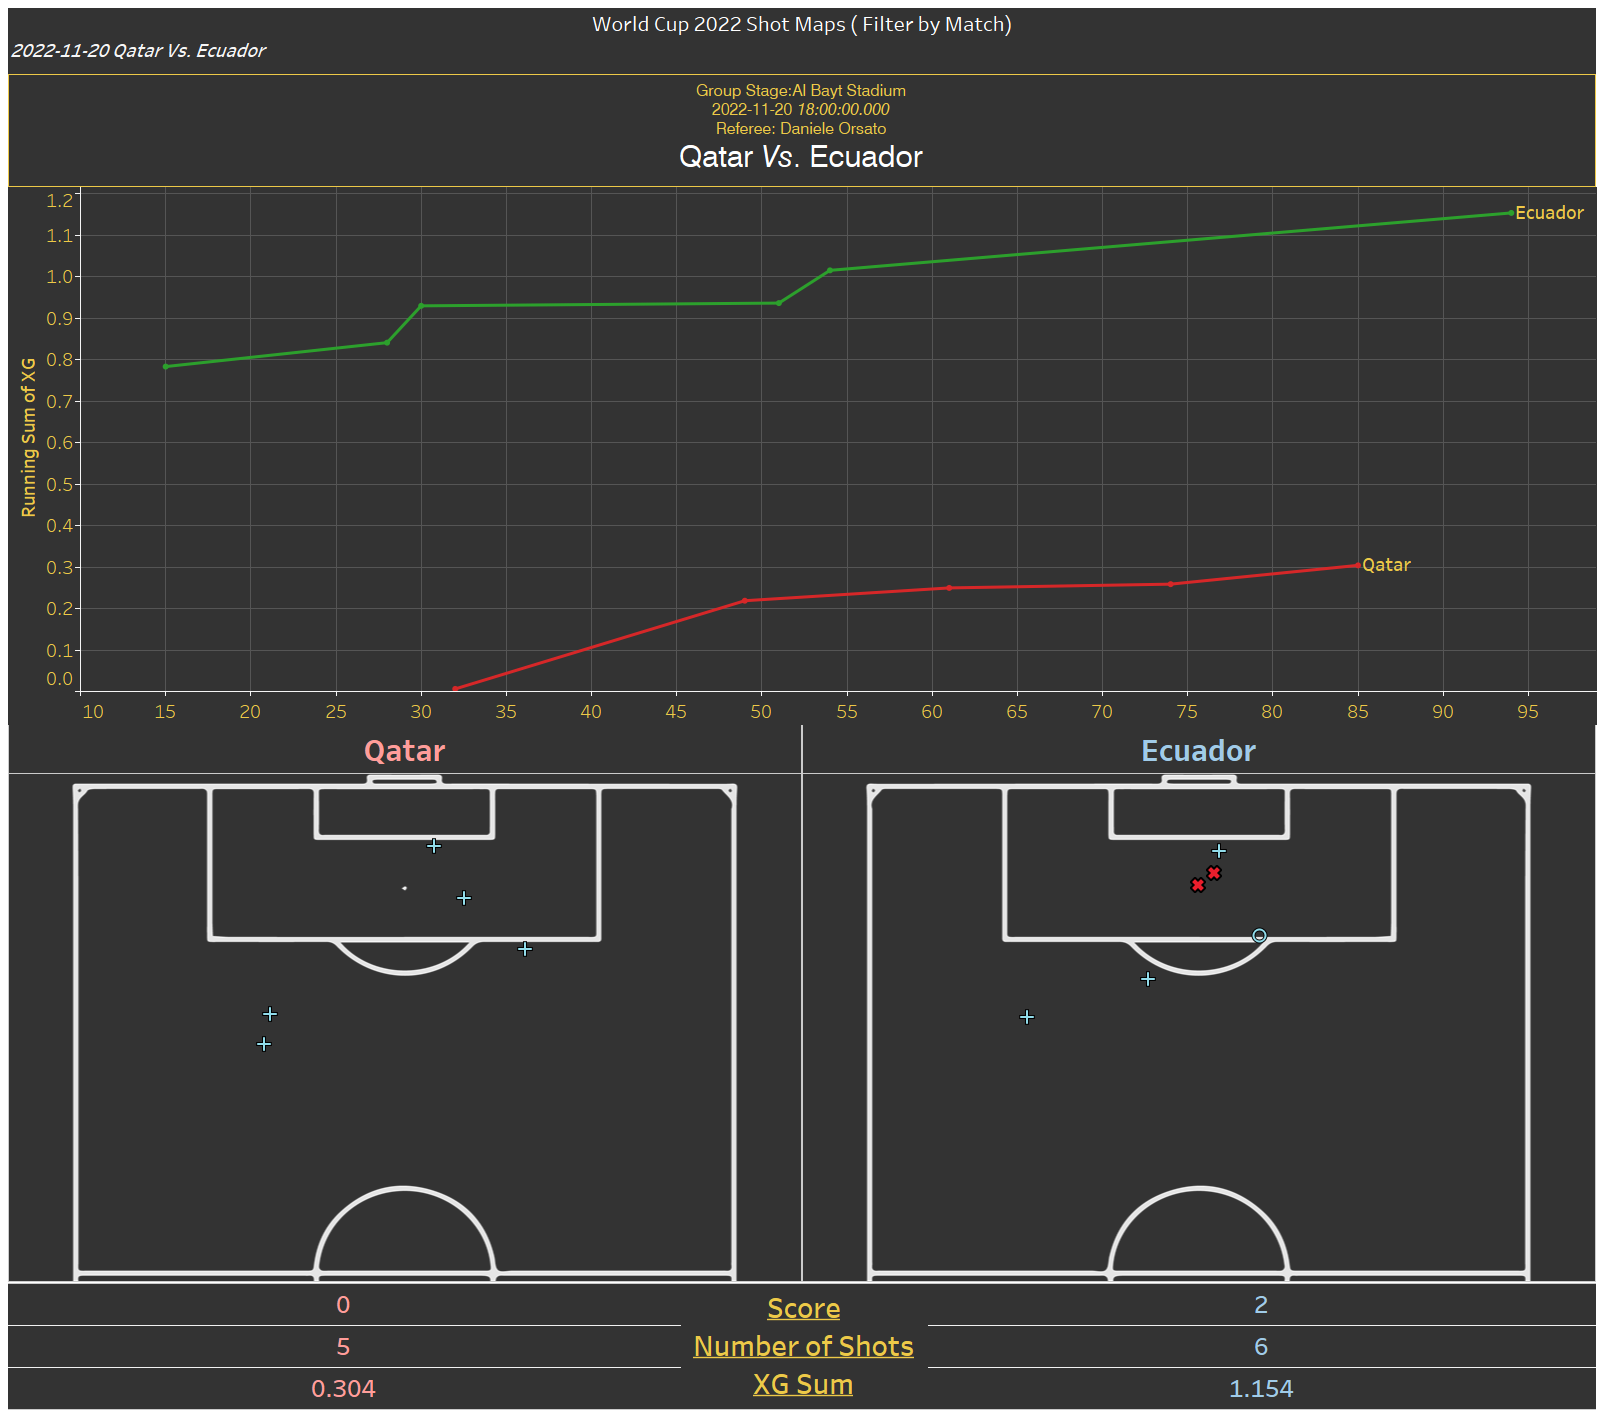 World Cup 2022 Shot Maps ( Filter by Match)
2022-11-20 Qatar Vs. Ecuador
Group Stage:Al Bayt Stadium
2022-11-20 18:00:00.000
Referee: Daniele Orsato
Qatar Vs. Ecuador
Running Sum of XG
1.2
1.1
1.0
0.9
0.8
0.7
0.6
0.5
0.4
0.3
0.2
0.1
0.0
Ecuador
Qatar
10 15 20 25 30 35 40 45 50 55 60 65 70 75 80 85 90 95
Qatar Ecuador
0 Score 2
5 Number of Shots 6
0.304 XG Sum 1.154